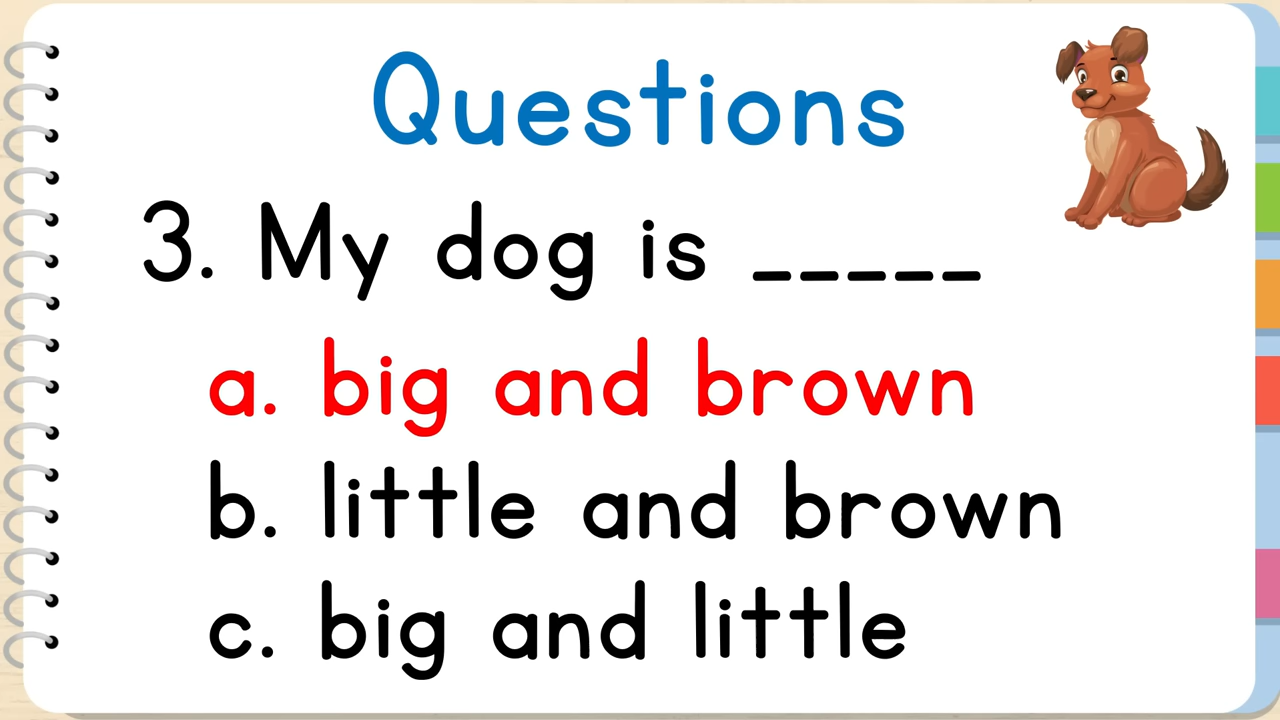 Questions
3. My dog is _____
a. big and brown
b. little and brown
c. big and little